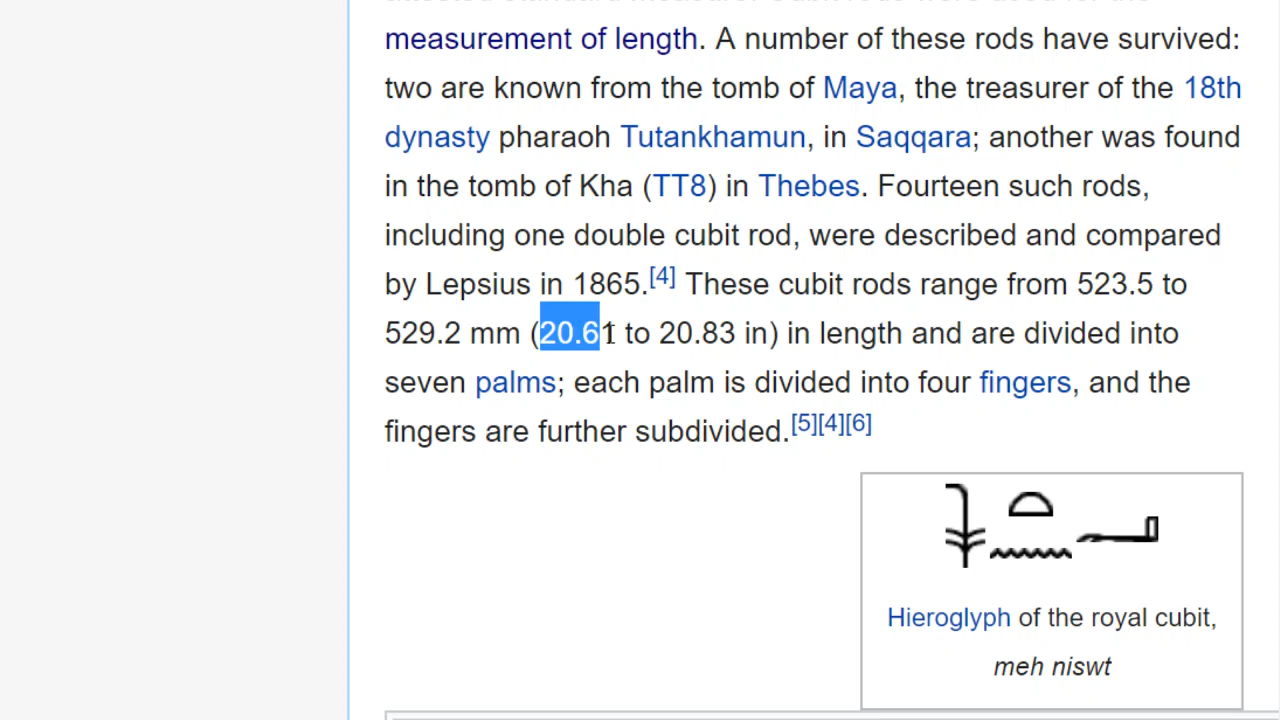 measurement of length. A number of these rods have survived:
two are known from the tomb of Maya, the treasurer of the 18th
dynasty pharaoh Tutankhamun, in Saqqara; another was found
in the tomb of Kha (TT8) in Thebes. Fourteen such rods,
including one double cubit rod, were described and compared
by Lepsius in 1865.[4] These cubit rods range from 523.5 to
529.2 mm (20.61 to 20.83 in) in length and are divided into
seven palms; each palm is divided into four fingers, and the
fingers are further subdivided.[5][4][6]
Hieroglyph of the royal cubit,
meh niswt